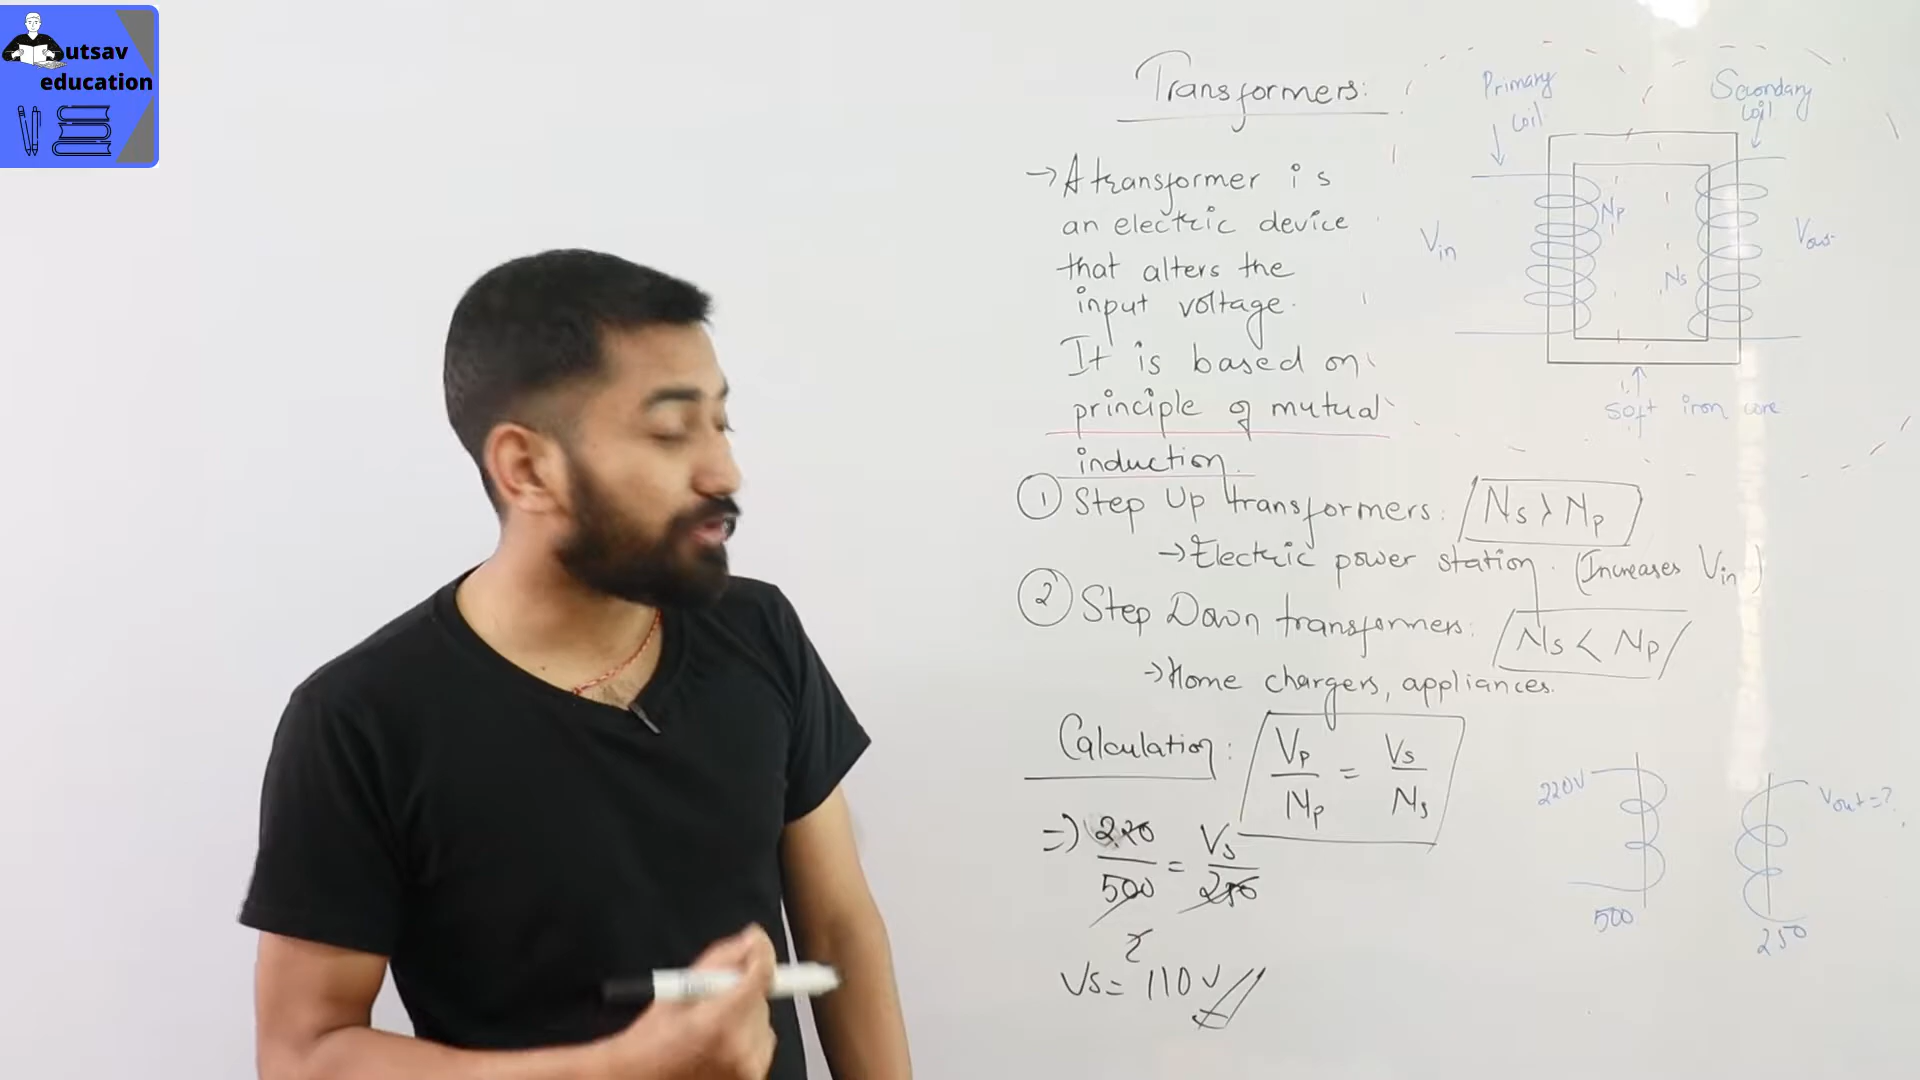 utsav
education
Transformers:
→ A transformer is
an electric device
that alters the
input voltage.
It is based on
principle of mutual
induction.
① Step Up transformers: Ns > Np
→ Electric power station. (Increases Vin)
② Step Down transformers: Ns < Np
→ Home chargers, appliances.
Calculation: Vp/Np = Vs/Ns
=> 220/500 = Vs/250
2
Vs = 110 V
Primary
coil
Secondary
coil
Np
Vin
Vout
Ns
Soft iron core
220V
Vout = ?
500
250